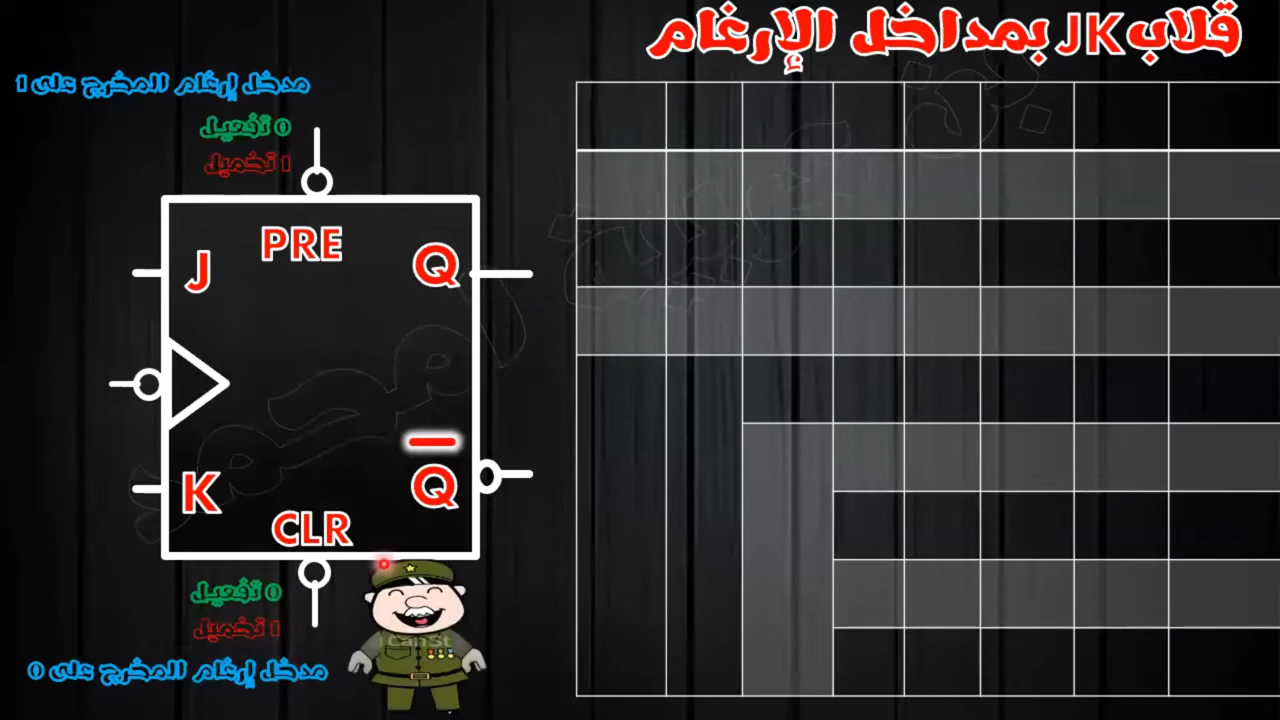 قلاب JK بمداخل الإرغام
مدخل إرغام المخرج على 1
0 تفعيل
1 تخميل
PRE
J
Q
K
Q
CLR
0 تفعيل
1 تخميل
مدخل إرغام المخرج على 0